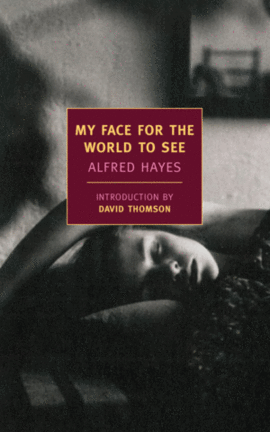 MY FACE FOR THE
WORLD TO SEE
ALFRED HAYES
INTRODUCTION BY
DAVID THOMSON